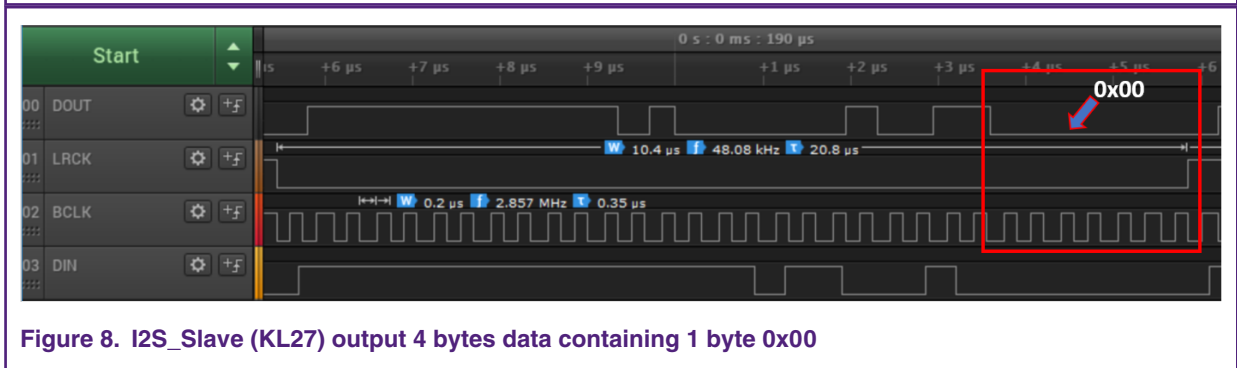 Start
0 s : 0 ms : 190 µs
+6 µs +7 µs +8 µs +9 µs +1 µs +2 µs +3 µs +4 µs +5 µs +6
0x00
00 DOUT
01 LRCK
W 10.4 µs f 48.08 kHz T 20.8 µs
02 BCLK
W 0.2 µs f 2.857 MHz T 0.35 µs
03 DIN
Figure 8. I2S_Slave (KL27) output 4 bytes data containing 1 byte 0x00